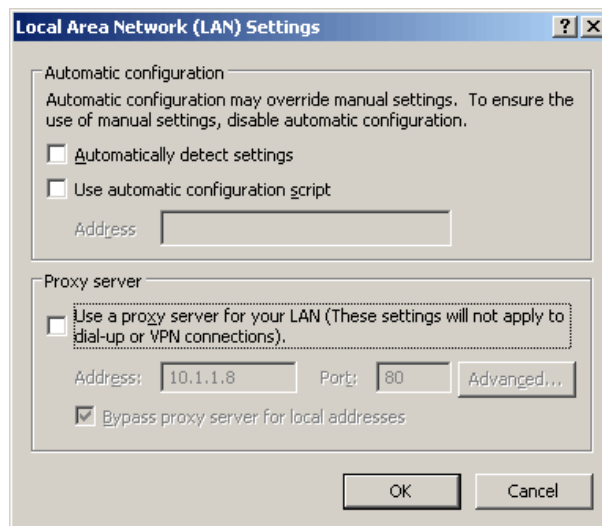 Local Area Network (LAN) Settings
Automatic configuration
Automatic configuration may override manual settings. To ensure the
use of manual settings, disable automatic configuration.
Automatically detect settings
Use automatic configuration script
Address
Proxy server
Use a proxy server for your LAN (These settings will not apply to
dial-up or VPN connections).
Address: 10.1.1.8 Port: 80 Advanced...
Bypass proxy server for local addresses
OK Cancel